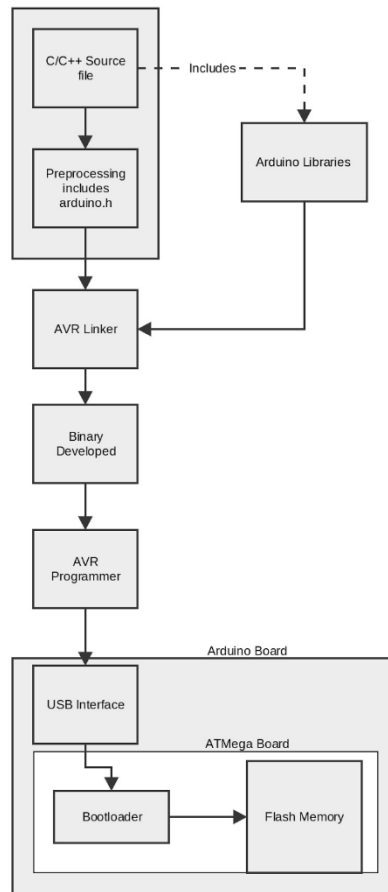 C/C++ Source
file
Includes
Preprocessing
includes
arduino.h
Arduino Libraries
AVR Linker
Binary
Developed
AVR
Programmer
Arduino Board
USB Interface
ATMega Board
Bootloader
Flash Memory